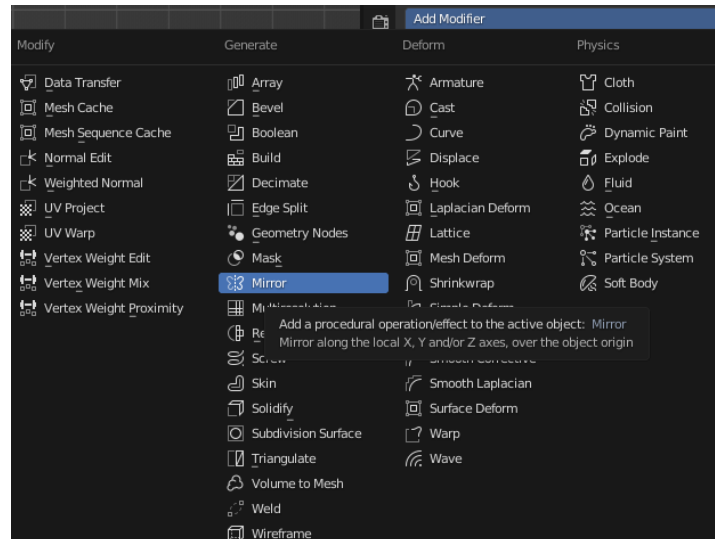 Add Modifier
Modify
Generate
Deform
Physics
Data Transfer
Mesh Cache
Mesh Sequence Cache
Normal Edit
Weighted Normal
UV Project
UV Warp
Vertex Weight Edit
Vertex Weight Mix
Vertex Weight Proximity
Array
Bevel
Boolean
Build
Decimate
Edge Split
Geometry Nodes
Mask
Mirror
Re
Screw
Skin
Solidify
Subdivision Surface
Triangulate
Volume to Mesh
Weld
Wireframe
Armature
Cast
Curve
Displace
Hook
Laplacian Deform
Lattice
Mesh Deform
Shrinkwrap
Smooth Laplacian
Surface Deform
Warp
Wave
Cloth
Collision
Dynamic Paint
Explode
Fluid
Ocean
Particle Instance
Particle System
Soft Body
Add a procedural operation/effect to the active object: Mirror
Mirror along the local X, Y and/or Z axes, over the object origin